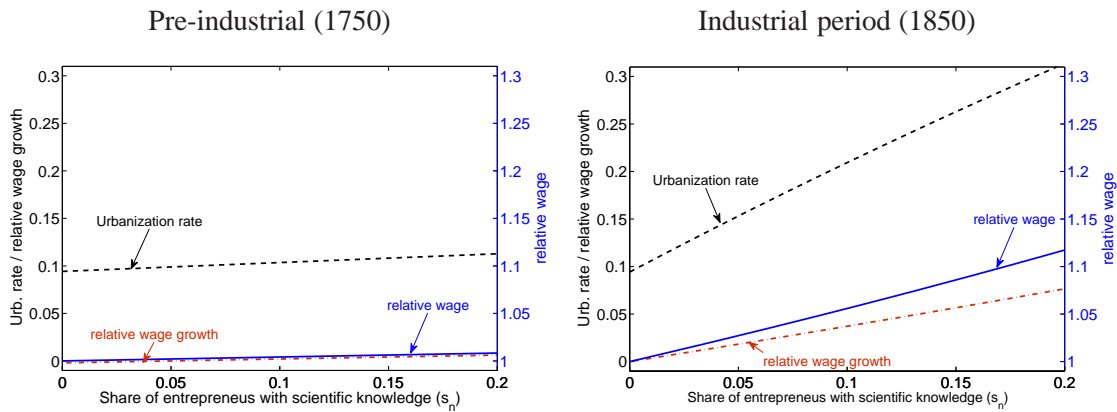 Pre-industrial (1750)
0.3
0.25
0.2
0.15
0.1
0.05
0
Urb. rate / relative wage growth
1.3
1.25
1.2
1.15
1.1
1.05
1
relative wage
Urbanization rate
relative wage growth
relative wage
0 0.05 0.1 0.15 0.2
Share of entrepreneus with scientific knowledge (sn)
Industrial period (1850)
0.3
0.25
0.2
0.15
0.1
0.05
0
Urb. rate / relative wage growth
1.3
1.25
1.2
1.15
1.1
1.05
1
relative wage
Urbanization rate
relative wage
relative wage growth
0 0.05 0.1 0.15 0.2
Share of entrepreneus with scientific knowledge (sn)